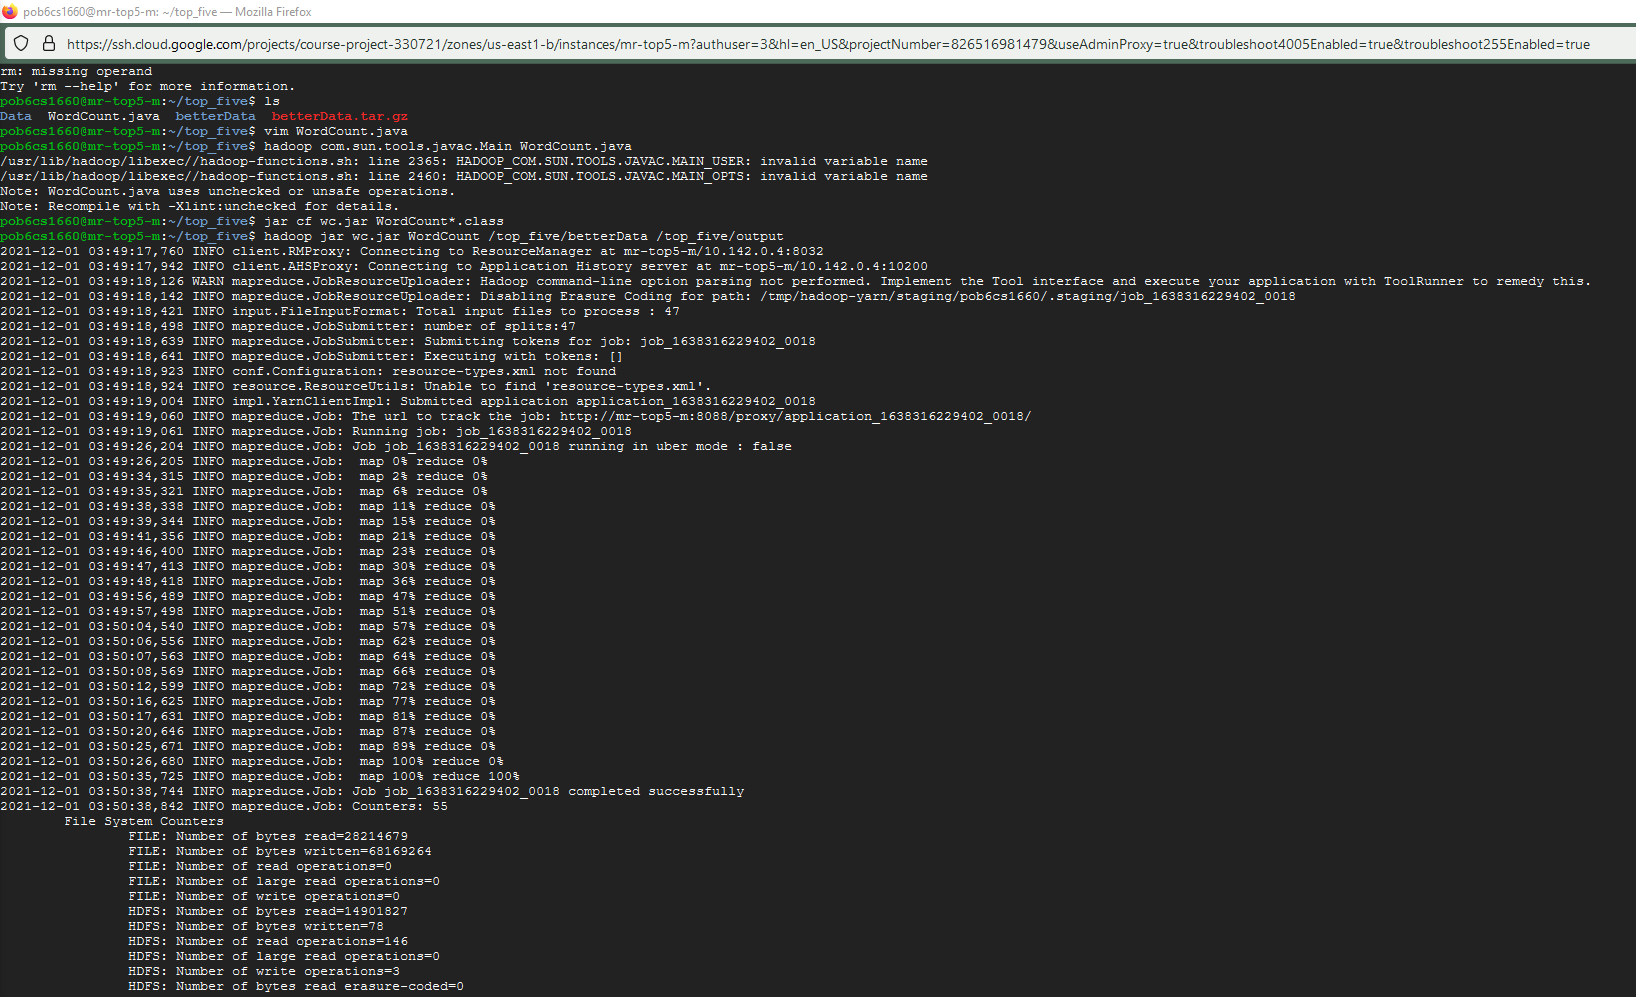 pob6cs1660@mr-top5-m: ~/top_five — Mozilla Firefox
https://ssh.cloud.google.com/projects/course-project-330721/zones/us-east1-b/instances/mr-top5-m?authuser=3&hl=en_US&projectNumber=826516981479&useAdminProxy=true&troubleshoot4005Enabled=true&troubleshoot255Enabled=true
rm: missing operand
Try 'rm --help' for more information.
pob6cs1660@mr-top5-m:~/top_five$ ls
Data  WordCount.java  betterData  betterData.tar.gz
pob6cs1660@mr-top5-m:~/top_five$ vim WordCount.java
pob6cs1660@mr-top5-m:~/top_five$ hadoop com.sun.tools.javac.Main WordCount.java
/usr/lib/hadoop/libexec//hadoop-functions.sh: line 2365: HADOOP_COM.SUN.TOOLS.JAVAC.MAIN_USER: invalid variable name
/usr/lib/hadoop/libexec//hadoop-functions.sh: line 2460: HADOOP_COM.SUN.TOOLS.JAVAC.MAIN_OPTS: invalid variable name
Note: WordCount.java uses unchecked or unsafe operations.
Note: Recompile with -Xlint:unchecked for details.
pob6cs1660@mr-top5-m:~/top_five$ jar cf wc.jar WordCount*.class
pob6cs1660@mr-top5-m:~/top_five$ hadoop jar wc.jar WordCount /top_five/betterData /top_five/output
2021-12-01 03:49:17,760 INFO client.RMProxy: Connecting to ResourceManager at mr-top5-m/10.142.0.4:8032
2021-12-01 03:49:17,942 INFO client.AHSProxy: Connecting to Application History server at mr-top5-m/10.142.0.4:10200
2021-12-01 03:49:18,126 WARN mapreduce.JobResourceUploader: Hadoop command-line option parsing not performed. Implement the Tool interface and execute your application with ToolRunner to remedy this.
2021-12-01 03:49:18,142 INFO mapreduce.JobResourceUploader: Disabling Erasure Coding for path: /tmp/hadoop-yarn/staging/pob6cs1660/.staging/job_1638316229402_0018
2021-12-01 03:49:18,421 INFO input.FileInputFormat: Total input files to process : 47
2021-12-01 03:49:18,498 INFO mapreduce.JobSubmitter: number of splits:47
2021-12-01 03:49:18,639 INFO mapreduce.JobSubmitter: Submitting tokens for job: job_1638316229402_0018
2021-12-01 03:49:18,641 INFO mapreduce.JobSubmitter: Executing with tokens: []
2021-12-01 03:49:18,923 INFO conf.Configuration: resource-types.xml not found
2021-12-01 03:49:18,924 INFO resource.ResourceUtils: Unable to find 'resource-types.xml'.
2021-12-01 03:49:19,004 INFO impl.YarnClientImpl: Submitted application application_1638316229402_0018
2021-12-01 03:49:19,060 INFO mapreduce.Job: The url to track the job: http://mr-top5-m:8088/proxy/application_1638316229402_0018/
2021-12-01 03:49:19,061 INFO mapreduce.Job: Running job: job_1638316229402_0018
2021-12-01 03:49:26,204 INFO mapreduce.Job: Job job_1638316229402_0018 running in uber mode : false
2021-12-01 03:49:26,205 INFO mapreduce.Job:  map 0% reduce 0%
2021-12-01 03:49:34,315 INFO mapreduce.Job:  map 2% reduce 0%
2021-12-01 03:49:35,321 INFO mapreduce.Job:  map 6% reduce 0%
2021-12-01 03:49:38,338 INFO mapreduce.Job:  map 11% reduce 0%
2021-12-01 03:49:39,344 INFO mapreduce.Job:  map 15% reduce 0%
2021-12-01 03:49:41,356 INFO mapreduce.Job:  map 21% reduce 0%
2021-12-01 03:49:46,400 INFO mapreduce.Job:  map 23% reduce 0%
2021-12-01 03:49:47,413 INFO mapreduce.Job:  map 30% reduce 0%
2021-12-01 03:49:48,418 INFO mapreduce.Job:  map 36% reduce 0%
2021-12-01 03:49:56,489 INFO mapreduce.Job:  map 47% reduce 0%
2021-12-01 03:49:57,498 INFO mapreduce.Job:  map 51% reduce 0%
2021-12-01 03:50:04,540 INFO mapreduce.Job:  map 57% reduce 0%
2021-12-01 03:50:06,556 INFO mapreduce.Job:  map 62% reduce 0%
2021-12-01 03:50:07,563 INFO mapreduce.Job:  map 64% reduce 0%
2021-12-01 03:50:08,569 INFO mapreduce.Job:  map 66% reduce 0%
2021-12-01 03:50:12,599 INFO mapreduce.Job:  map 72% reduce 0%
2021-12-01 03:50:16,625 INFO mapreduce.Job:  map 77% reduce 0%
2021-12-01 03:50:17,631 INFO mapreduce.Job:  map 81% reduce 0%
2021-12-01 03:50:20,646 INFO mapreduce.Job:  map 87% reduce 0%
2021-12-01 03:50:25,671 INFO mapreduce.Job:  map 89% reduce 0%
2021-12-01 03:50:26,680 INFO mapreduce.Job:  map 100% reduce 0%
2021-12-01 03:50:35,725 INFO mapreduce.Job:  map 100% reduce 100%
2021-12-01 03:50:38,744 INFO mapreduce.Job: Job job_1638316229402_0018 completed successfully
2021-12-01 03:50:38,842 INFO mapreduce.Job: Counters: 55
File System Counters
FILE: Number of bytes read=28214679
FILE: Number of bytes written=68169264
FILE: Number of read operations=0
FILE: Number of large read operations=0
FILE: Number of write operations=0
HDFS: Number of bytes read=14901827
HDFS: Number of bytes written=78
HDFS: Number of read operations=146
HDFS: Number of large read operations=0
HDFS: Number of write operations=3
HDFS: Number of bytes read erasure-coded=0